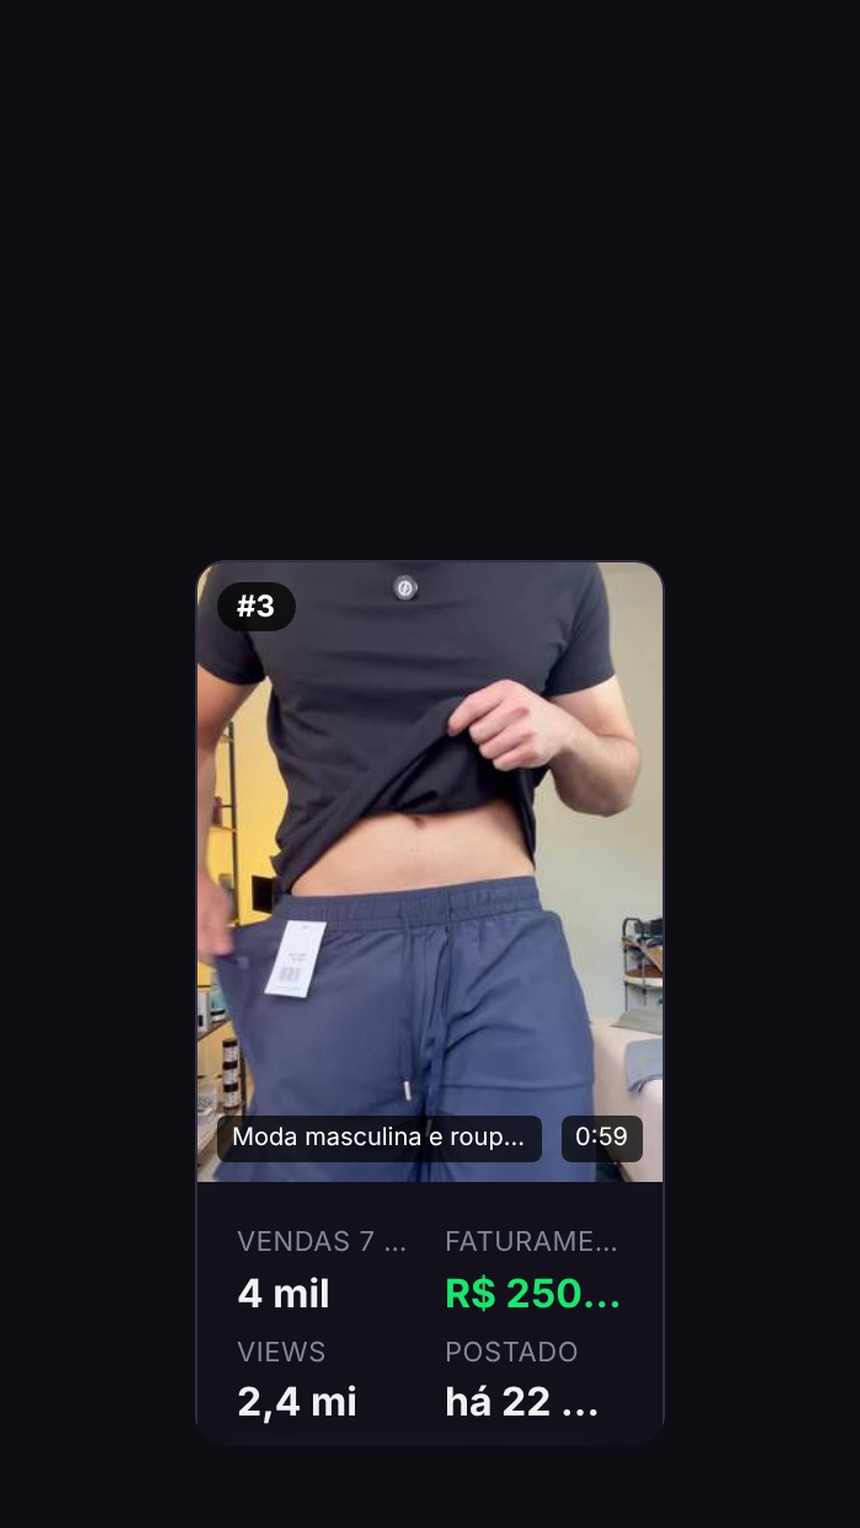 #3
Moda masculina e roup...
0:59
VENDAS 7 ...
FATURAME...
4 mil
R$ 250...
VIEWS
POSTADO
2,4 mi
há 22 ...